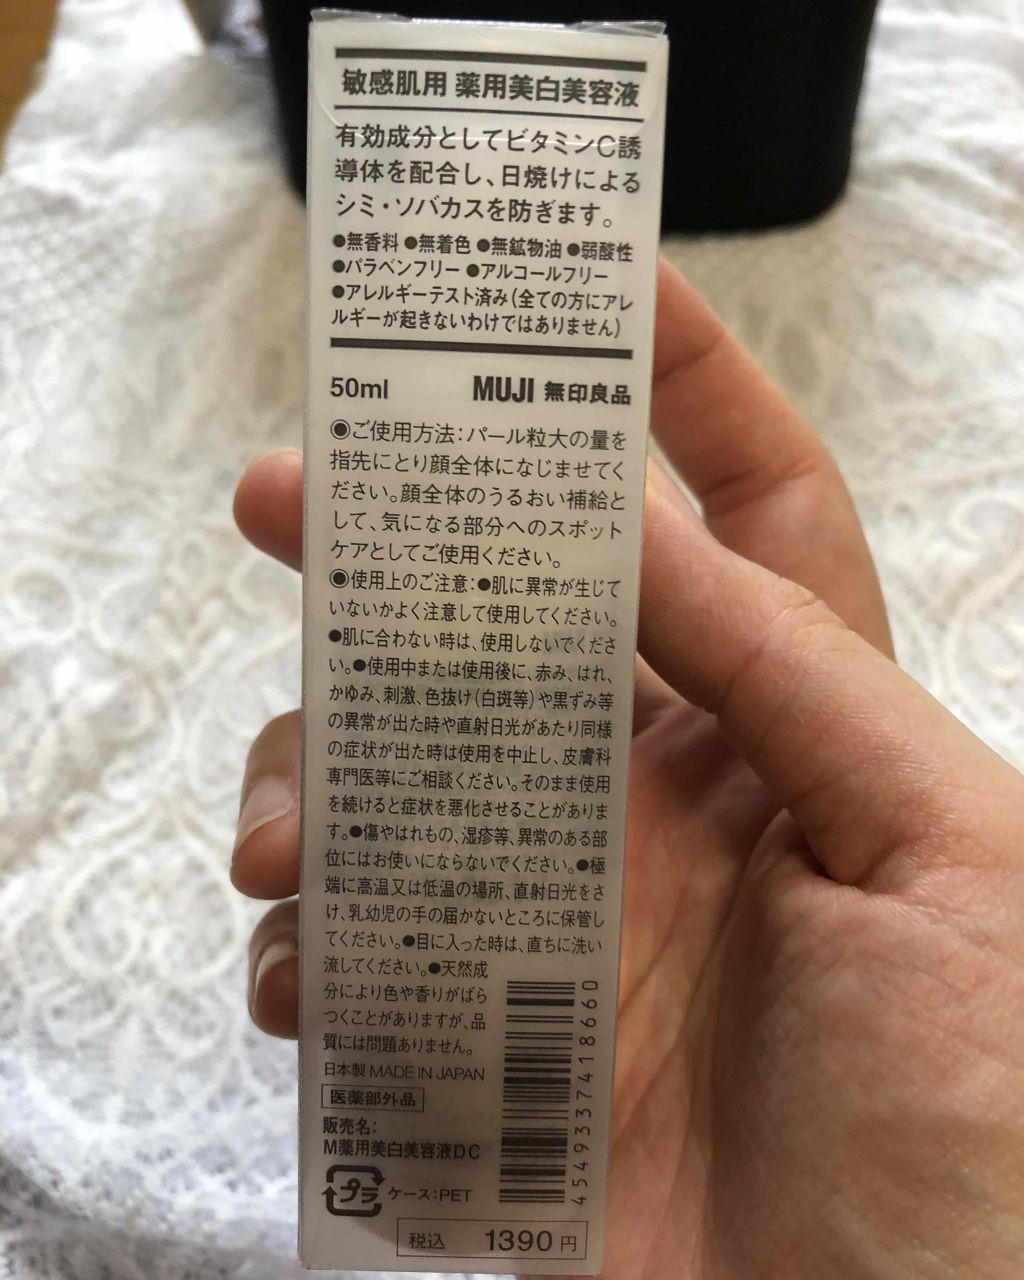 敏感肌用 薬用美白美容液
有効成分としてビタミンC誘
導体を配合し、日焼けによる
シミ・ソバカスを防ぎます。
●無香料 ●無着色 ●無鉱物油 ●弱酸性
●パラベンフリー ●アルコールフリー
●アレルギーテスト済み(全ての方にアレ
ルギーが起きないわけではありません)
50ml MUJI 無印良品
◉ご使用方法:パール粒大の量を
指先にとり顔全体になじませてく
ださい。顔全体のうるおい補給と
して、気になる部分へのスポット
ケアとしてご使用ください。
◉使用上のご注意:●肌に異常が生じて
いないかよく注意して使用してください。
●肌に合わない時は、使用しないでくださ
い。●使用中または使用後に、赤み、はれ、
かゆみ、刺激、色抜け(白斑等)や黒ずみ等
の異常が出た時や直射日光があたり同様
の症状が出た時は使用を中止し、皮膚科
専門医等にご相談ください。そのまま使用
を続けると症状を悪化させることがありま
す。●傷やはれもの、湿疹等、異常のある部
位にはお使いにならないでください。●極
端に高温又は低温の場所、直射日光をさ
け、乳幼児の手の届かないところに保管し
てください。●目に入った時は、直ちに洗い
流してください。●天然成
分により色や香りがばら
つくことがありますが、品
質には問題ありません。
日本製 MADE IN JAPAN
医薬部外品
販売名:
M薬用美白美容液DC
プラ ケース:PET
4549337418660
税込 1390円